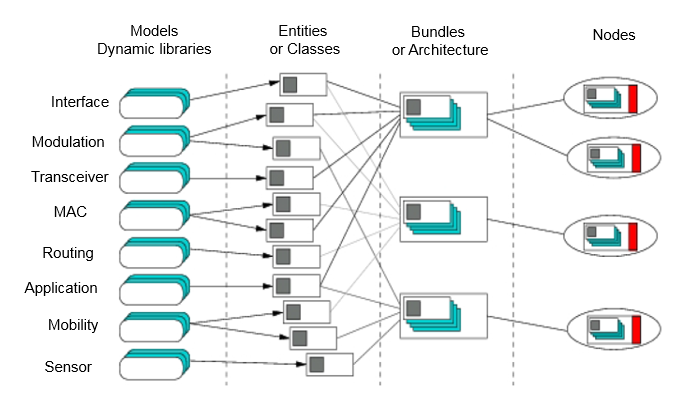 Models
Dynamic libraries
Entities
or Classes
Bundles
or Architecture
Nodes
Interface
Modulation
Transceiver
MAC
Routing
Application
Mobility
Sensor